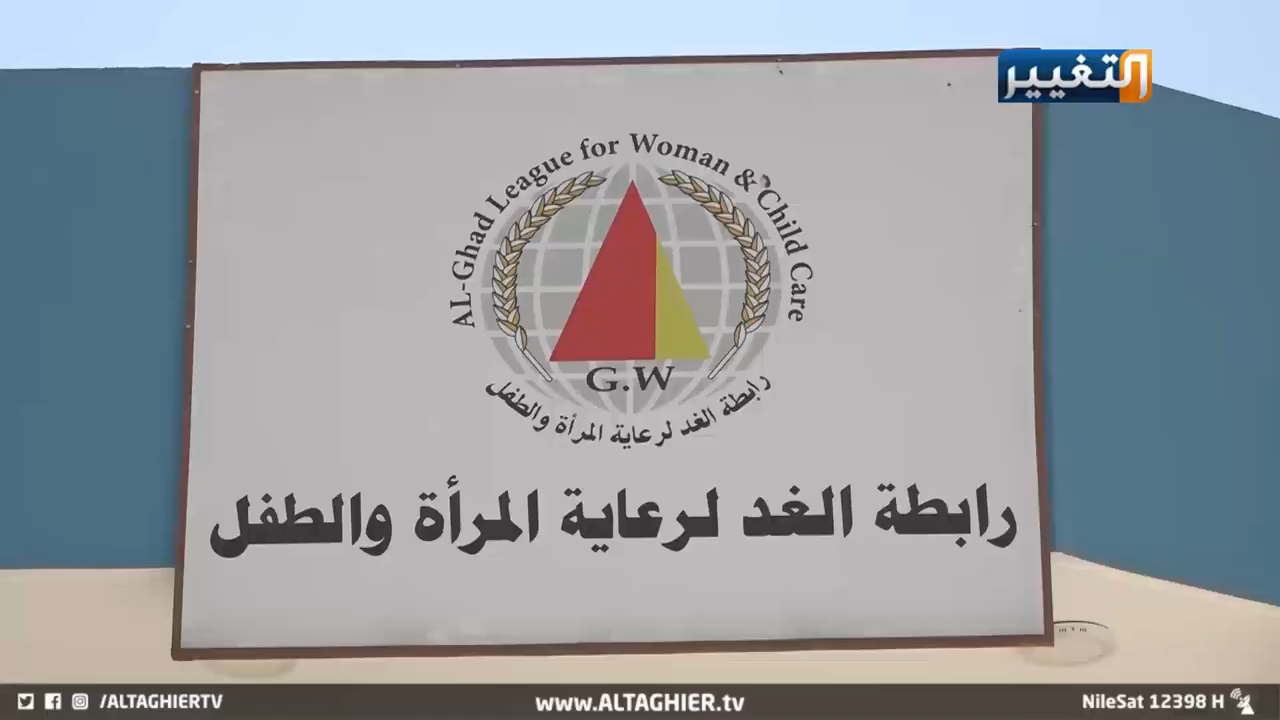 التغيير
AL-Ghad League for Woman & Child Care
G.W
رابطة الغد لرعاية المرأة والطفل
رابطة الغد لرعاية المرأة والطفل
/ALTAGHIERTV
www.ALTAGHIER.tv
NileSat 12398 H